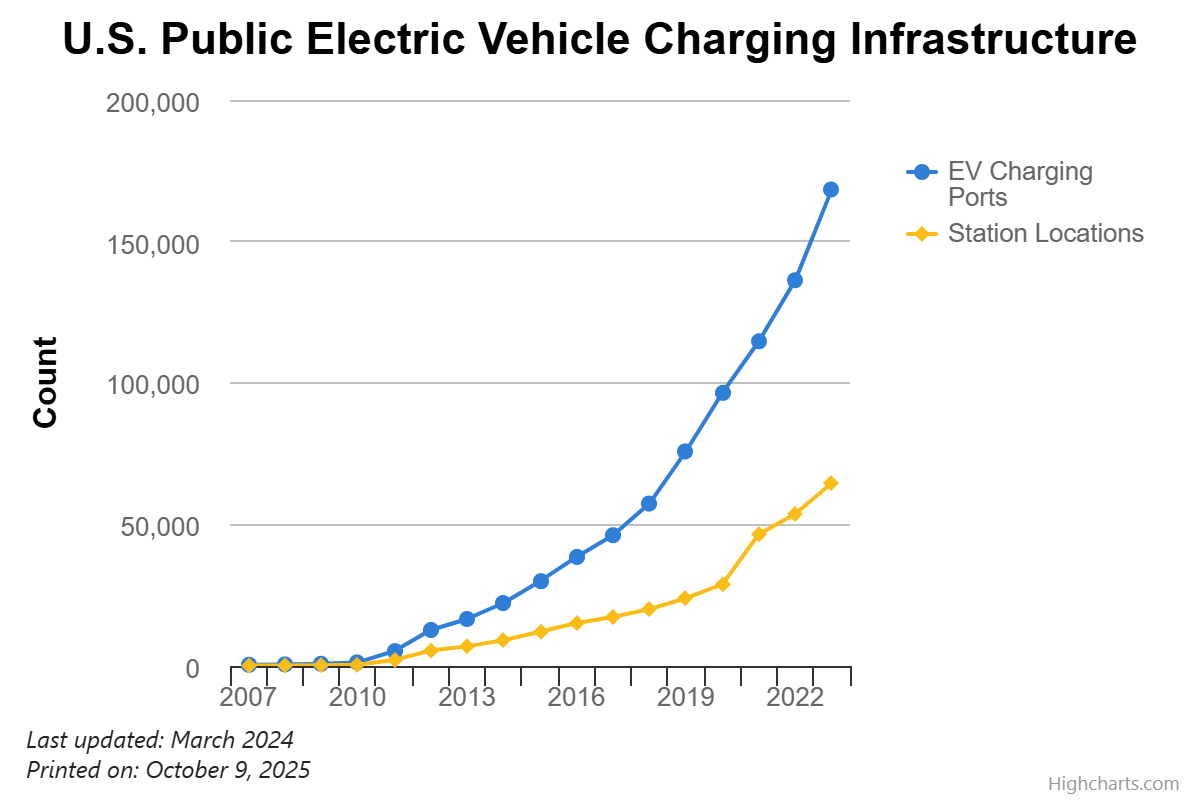 U.S. Public Electric Vehicle Charging Infrastructure
200,000
150,000
100,000
50,000
0
Count
2007 2010 2013 2016 2019 2022
EV Charging
Ports
Station Locations
Last updated: March 2024
Printed on: October 9, 2025
Highcharts.com